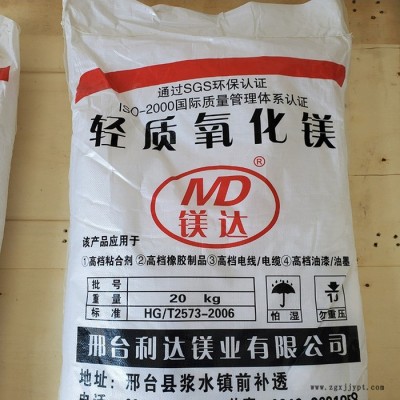 通过SGS环保认证
ISO-2000国际质量管理体系认证
轻质氧化镁
MD
®
镁达
该产品应用于
①高档粘合剂 ②高档橡胶制品 ③高档电线/电缆 ④高档油漆/油墨
批号
重量 20 kg
标准 HG/T2573-2006
怕湿 勿重压
邢台利达镁业有限公司
地址: 邢台县浆水镇前补透
www.zgxjjypt.com